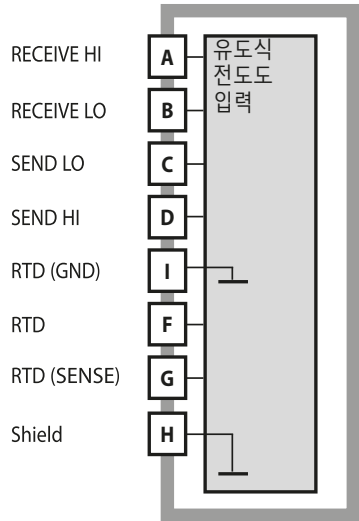 RECEIVE HI A 유도식
전도도
RECEIVE LO B 입력
SEND LO C
SEND HI D
RTD (GND) I
RTD F
RTD (SENSE) G
Shield H